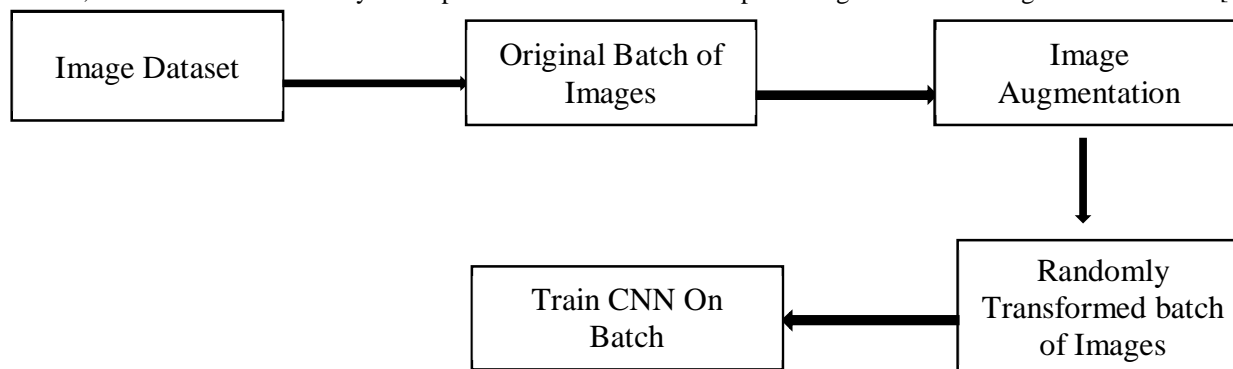 Image Dataset
Original Batch of
Images
Image
Augmentation
Randomly
Transformed batch
of Images
Train CNN On
Batch